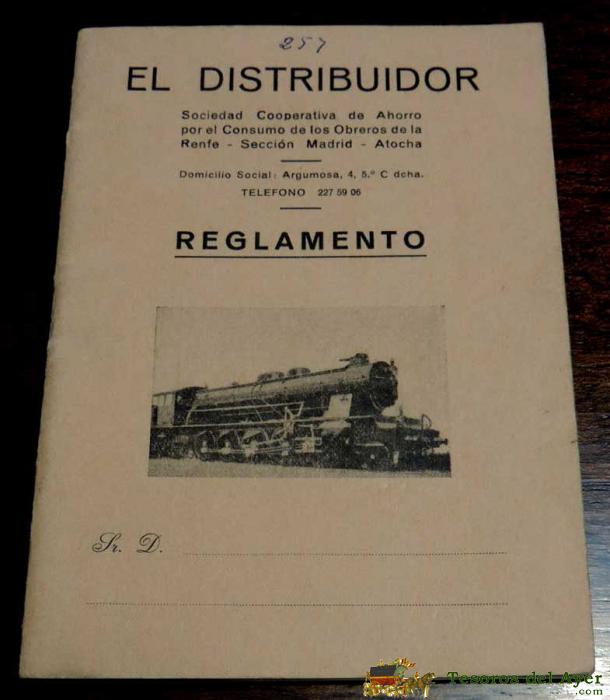 257
EL DISTRIBUIDOR
Sociedad Cooperativa de Ahorro
por el Consumo de los Obreros de la
Renfe - Sección Madrid - Atocha
Domicilio Social: Argumosa, 4, 5.º C dcha.
TELEFONO 227 59 06
REGLAMENTO
Sr. D.
Tesoros del Ayer
.com